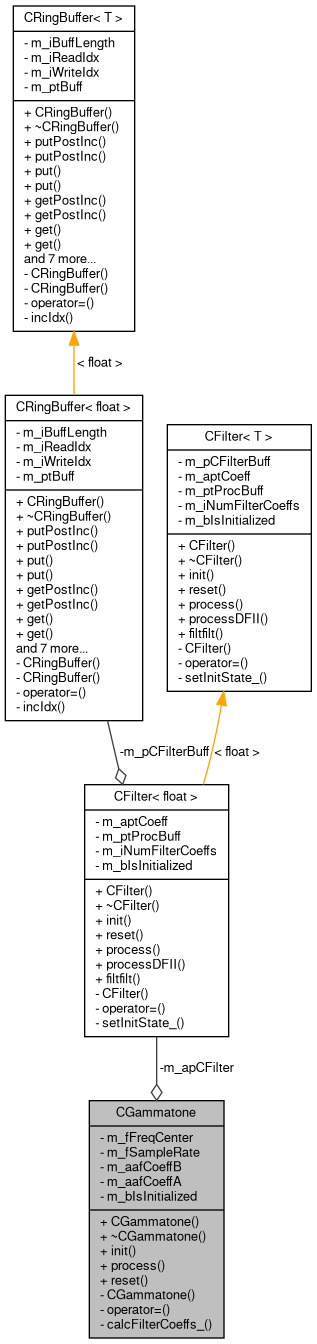 CRingBuffer< T >
- m_iBuffLength
- m_iReadIdx
- m_iWriteIdx
- m_ptBuff
+ CRingBuffer()
+ ~CRingBuffer()
+ putPostInc()
+ putPostInc()
+ put()
+ put()
+ getPostInc()
+ getPostInc()
+ get()
+ get()
and 7 more...
- CRingBuffer()
- CRingBuffer()
- operator=()
- incIdx()
< float >
CRingBuffer< float >
- m_iBuffLength
- m_iReadIdx
- m_iWriteIdx
- m_ptBuff
+ CRingBuffer()
+ ~CRingBuffer()
+ putPostInc()
+ putPostInc()
+ put()
+ put()
+ getPostInc()
+ getPostInc()
+ get()
+ get()
and 7 more...
- CRingBuffer()
- CRingBuffer()
- operator=()
- incIdx()
CFilter< T >
- m_pCFilterBuff
- m_aptCoeff
- m_ptProcBuff
- m_iNumFilterCoeffs
- m_bIsInitialized
+ CFilter()
+ ~CFilter()
+ init()
+ reset()
+ process()
+ processDFII()
+ filtfilt()
- CFilter()
- operator=()
- setInitState_()
-m_pCFilterBuff
< float >
CFilter< float >
- m_aptCoeff
- m_ptProcBuff
- m_iNumFilterCoeffs
- m_bIsInitialized
+ CFilter()
+ ~CFilter()
+ init()
+ reset()
+ process()
+ processDFII()
+ filtfilt()
- CFilter()
- operator=()
- setInitState_()
-m_apCFilter
CGammatone
- m_fFreqCenter
- m_fSampleRate
- m_aafCoeffB
- m_aafCoeffA
- m_bIsInitialized
+ CGammatone()
+ ~CGammatone()
+ init()
+ process()
+ reset()
- CGammatone()
- operator=()
- calcFilterCoeffs_()